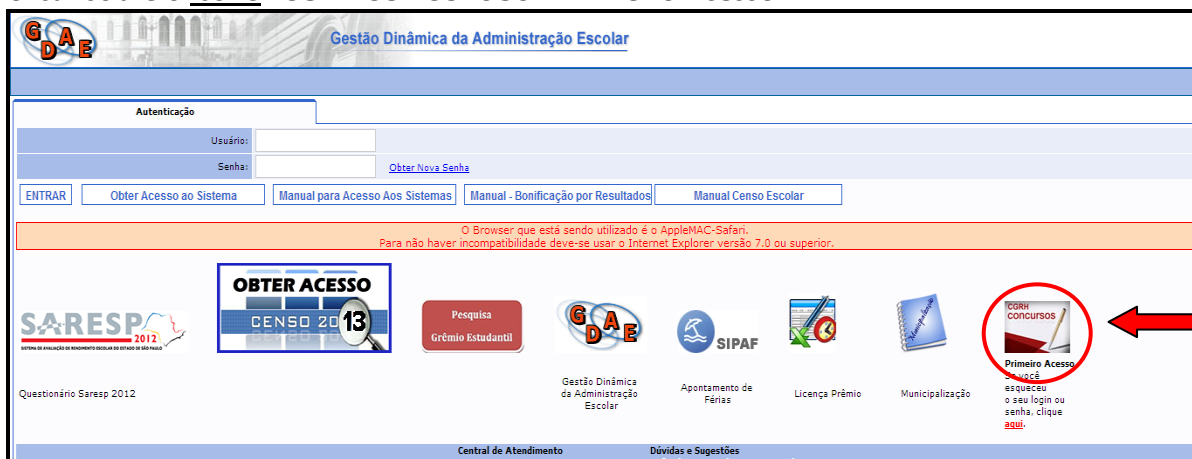 GDAE
Gestão Dinâmica da Administração Escolar
Autenticação
Usuário:
Senha:
Obter Nova Senha
ENTRAR
Obter Acesso ao Sistema
Manual para Acesso Aos Sistemas
Manual - Bonificação por Resultados
Manual Censo Escolar
O Browser que está sendo utilizado é o AppleMAC-Safari.
Para não haver incompatibilidade deve-se usar o Internet Explorer versão 7.0 ou superior.
SARESP
2012
SISTEMA DE AVALIAÇÃO DE RENDIMENTO ESCOLAR DO ESTADO DE SÃO PAULO
Questionário Saresp 2012
OBTER ACESSO
CENSO 2013
Pesquisa
Grêmio Estudantil
GDAE
Gestão Dinâmica
da Administração
Escolar
SIPAF
Apontamento de
Férias
Licença Prêmio
Municipalização
Municipalização
CGRH
CONCURSOS
Primeiro Acesso
Se você
esqueceu
o seu login ou
senha, clique
aqui.
Central de Atendimento
Dúvidas e Sugestões